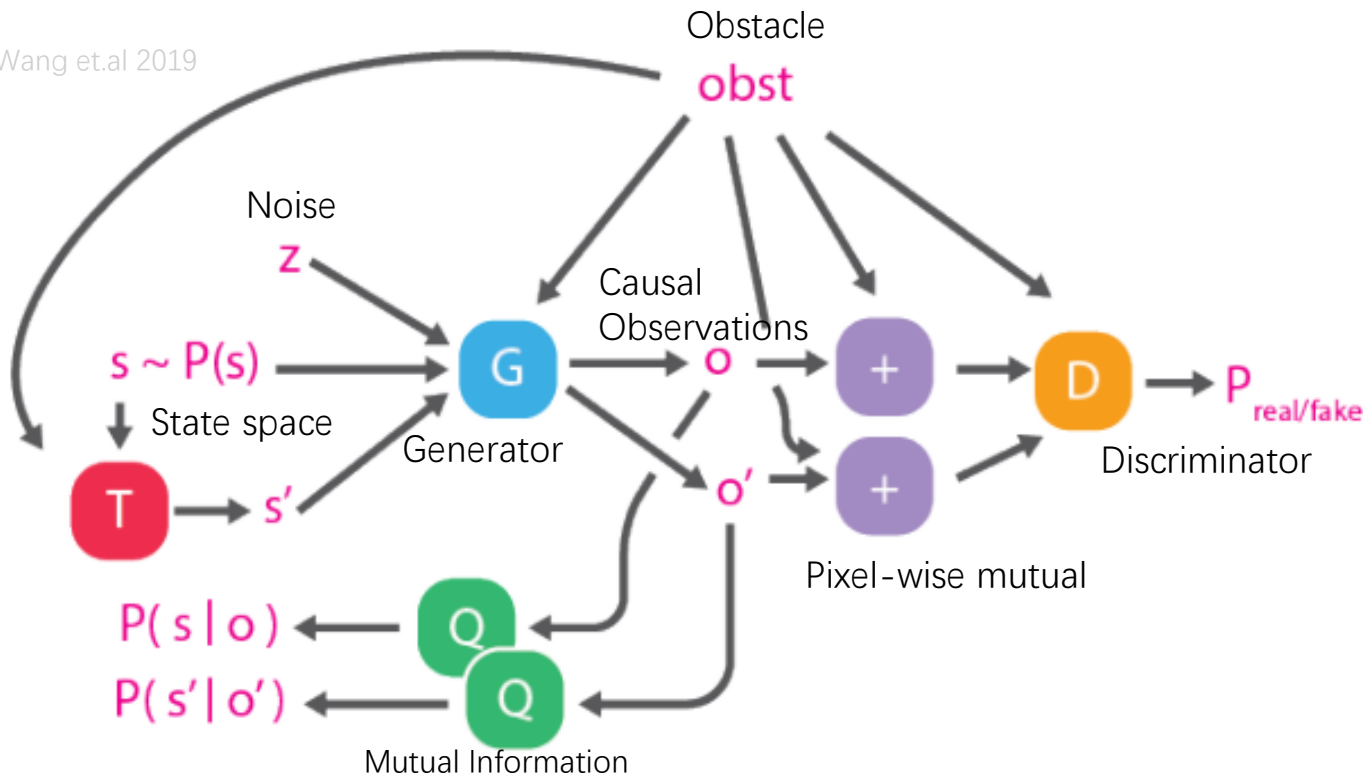 Obstacle
Wang et.al 2019
obst
Noise
z
Causal
Observations
s ~ P(s)
G
o
+
D
P real/fake
State space
Generator
Discriminator
T
s′
o′
+
Pixel-wise mutual
P( s | o )
Q
P( s′ | o′ )
Q
Mutual Information